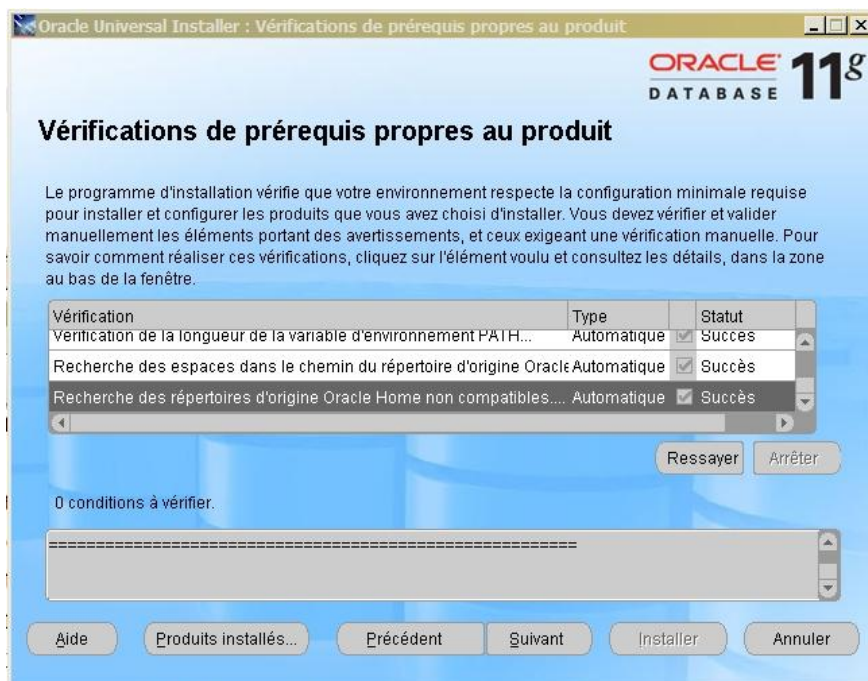 Oracle Universal Installer : Vérifications de prérequis propres au produit
ORACLE
DATABASE 11g
Vérifications de prérequis propres au produit
Le programme d'installation vérifie que votre environnement respecte la configuration minimale requise
pour installer et configurer les produits que vous avez choisi d'installer. Vous devez vérifier et valider
manuellement les éléments portant des avertissements, et ceux exigeant une vérification manuelle. Pour
savoir comment réaliser ces vérifications, cliquez sur l'élément voulu et consultez les détails, dans la zone
au bas de la fenêtre.
Vérification Type Statut
Vérification de la longueur de la variable d'environnement PATH... Automatique Succès
Recherche des espaces dans le chemin du répertoire d'origine Oracle Automatique Succès
Recherche des répertoires d'origine Oracle Home non compatibles.... Automatique Succès
Ressayer Arrêter
0 conditions à vérifier.
========================================================
Aide Produits installés... Précédent Suivant Installer Annuler